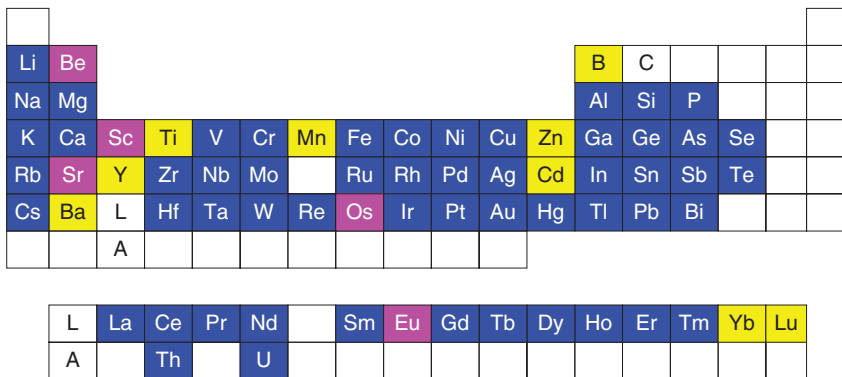 Li Be B C
Na Mg Al Si P
K Ca Sc Ti V Cr Mn Fe Co Ni Cu Zn Ga Ge As Se
Rb Sr Y Zr Nb Mo Ru Rh Pd Ag Cd In Sn Sb Te
Cs Ba L Hf Ta W Re Os Ir Pt Au Hg Tl Pb Bi
A
L La Ce Pr Nd Sm Eu Gd Tb Dy Ho Er Tm Yb Lu
A Th U